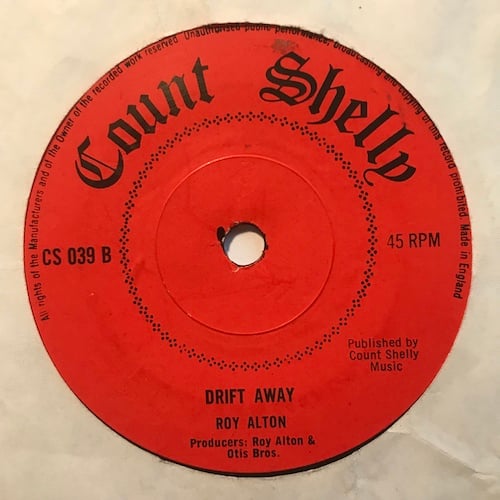 All rights of the Manufacturers and of the Owner of the recorded work reserved Unauthorised public performance, broadcasting and copying of this record prohibited. Made in England
Count Shelly
CS 039 B
45 RPM
Published by
Count Shelly
Music
DRIFT AWAY
ROY ALTON
Producers: Roy Alton &
Otis Bros.